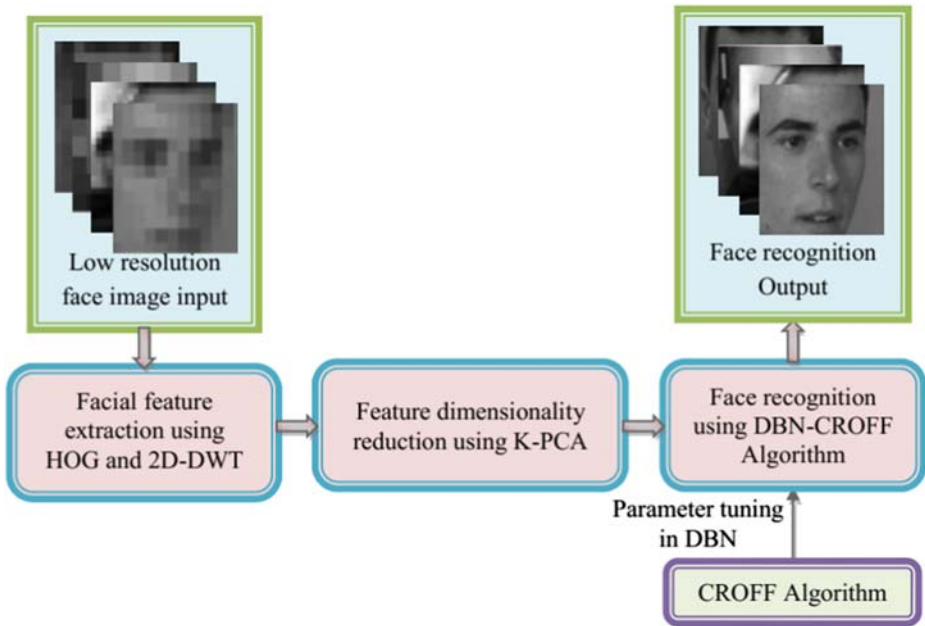 Low resolution
face image input
Facial feature
extraction using
HOG and 2D-DWT
Feature dimensionality
reduction using K-PCA
Face recognition
using DBN-CROFF
Algorithm
Face recognition
Output
Parameter tuning
in DBN
CROFF Algorithm